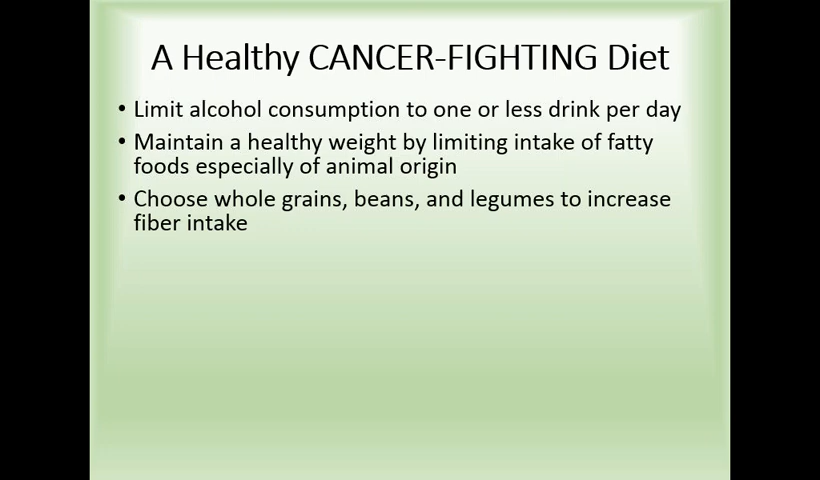 A Healthy CANCER-FIGHTING Diet
• Limit alcohol consumption to one or less drink per day
• Maintain a healthy weight by limiting intake of fatty
foods especially of animal origin
• Choose whole grains, beans, and legumes to increase
fiber intake